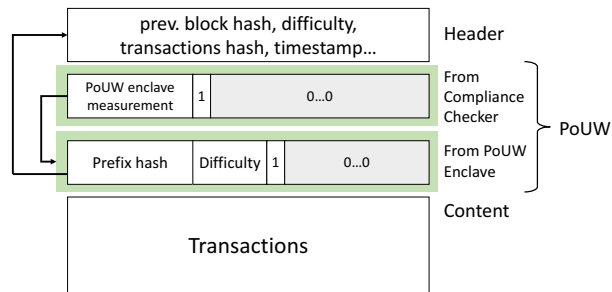 prev. block hash, difficulty,
transactions hash, timestamp...
Header
PoUW enclave
measurement
1
0...0
From
Compliance
Checker
PoUW
Prefix hash
Difficulty
1
0...0
From PoUW
Enclave
Content
Transactions